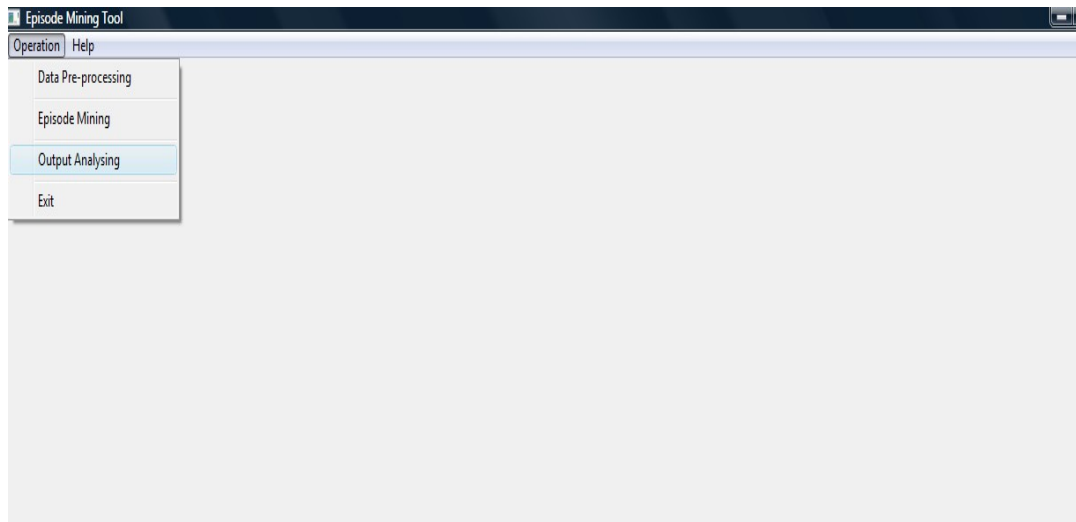 Episode Mining Tool
Operation Help
Data Pre-processing
Episode Mining
Output Analysing
Exit